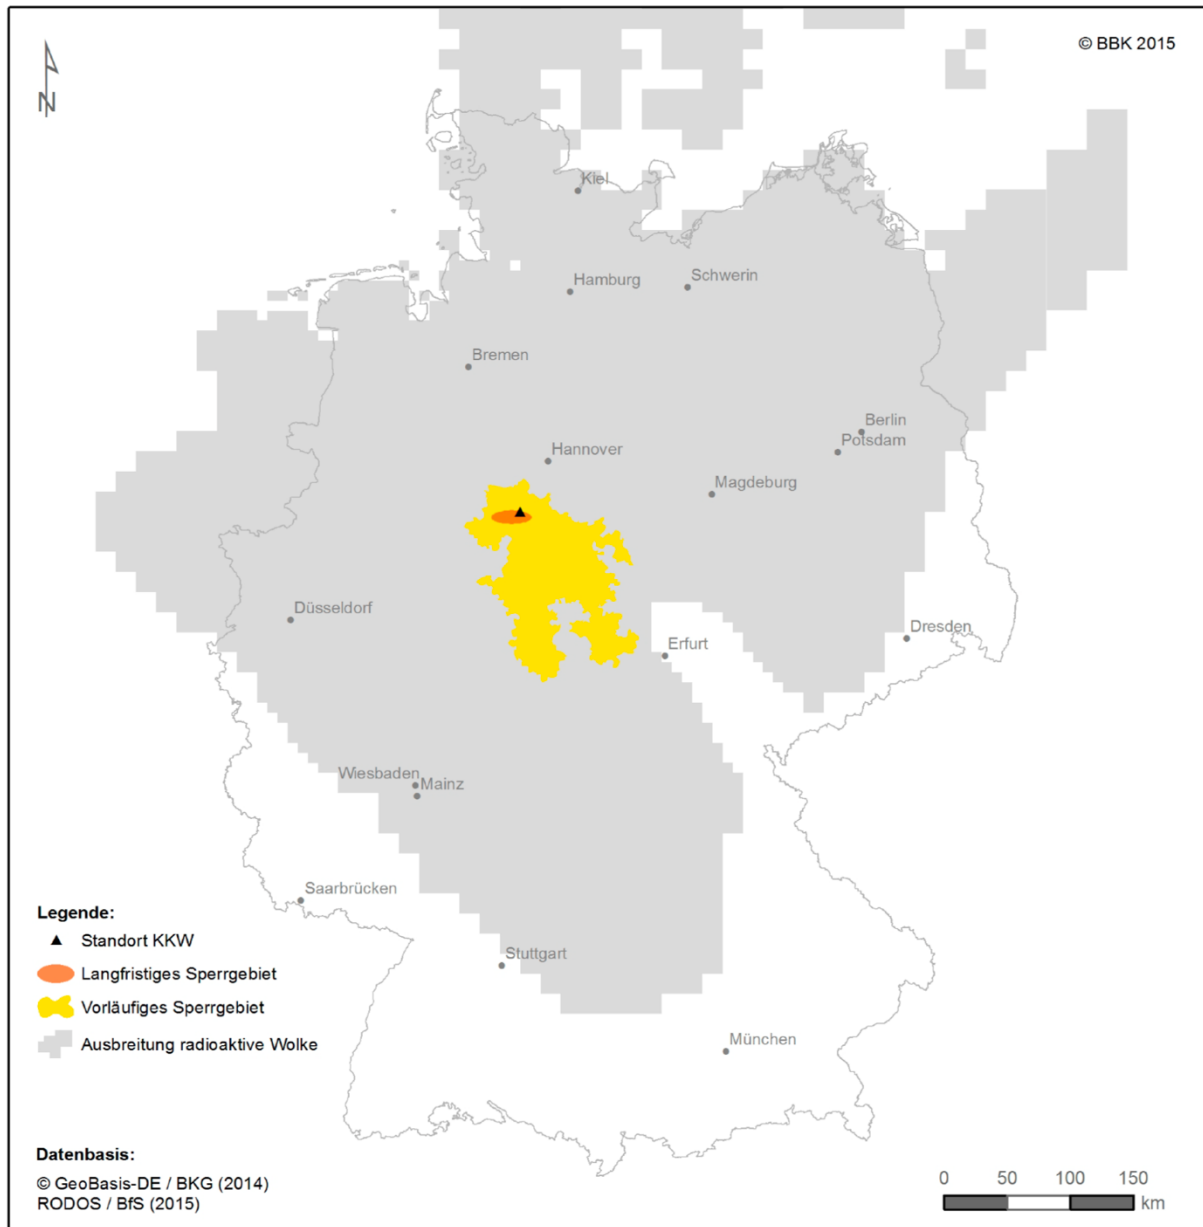 © BBK 2015
N
Kiel
Hamburg
Schwerin
Bremen
Berlin
Potsdam
Hannover
Magdeburg
Düsseldorf
Dresden
Erfurt
Wiesbaden
Mainz
Saarbrücken
Stuttgart
München
Legende:
Standort KKW
Langfristiges Sperrgebiet
Vorläufiges Sperrgebiet
Ausbreitung radioaktive Wolke
Datenbasis:
© GeoBasis-DE / BKG (2014)
RODOS / BfS (2015)
0 50 100 150
km